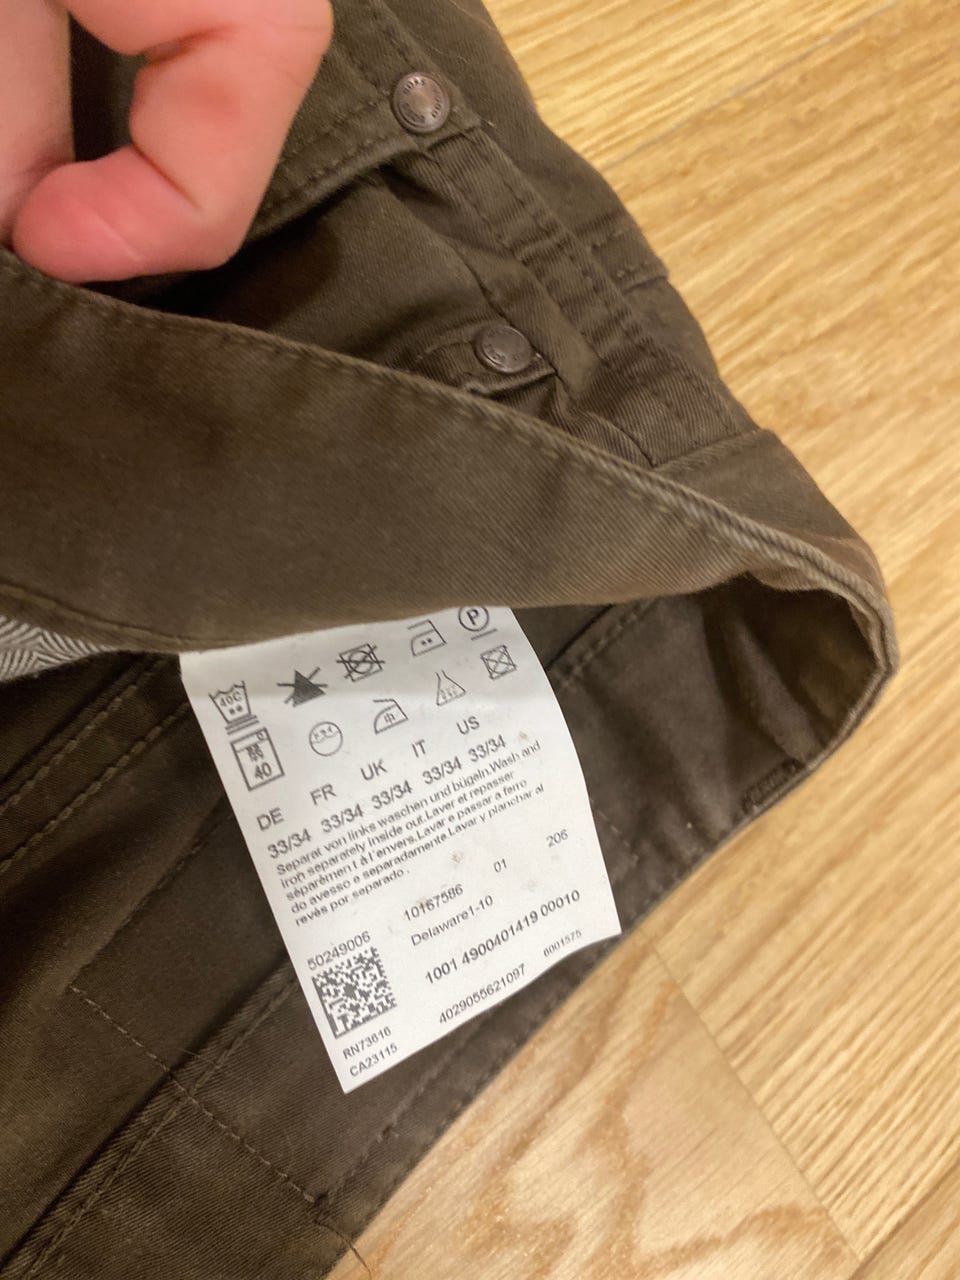 40C
P
40
DE FR UK IT US
33/34 33/34 33/34 33/34 33/34
Separat von links waschen und bügeln.Wash and
iron separately inside out.Laver et repasser
séparément à l'envers.Lavar e passar a ferro
do avesso e separadamente.Lavar y planchar al
revés por separado.
10167586 01 206
Delaware1-10
50249006
1001 4900401419 00010
4029055621097 6001575
RN73616
CA23115